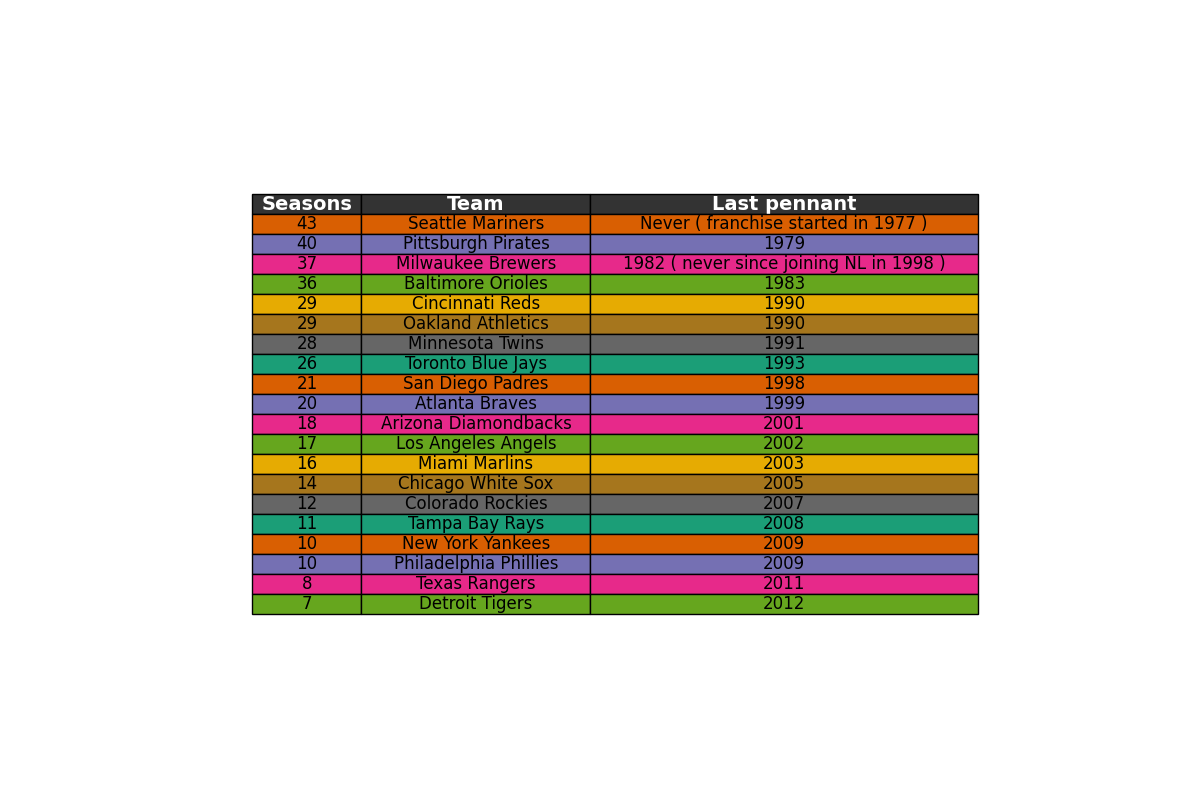 Seasons Team Last pennant
43 Seattle Mariners Never ( franchise started in 1977 )
40 Pittsburgh Pirates 1979
37 Milwaukee Brewers 1982 ( never since joining NL in 1998 )
36 Baltimore Orioles 1983
29 Cincinnati Reds 1990
29 Oakland Athletics 1990
28 Minnesota Twins 1991
26 Toronto Blue Jays 1993
21 San Diego Padres 1998
20 Atlanta Braves 1999
18 Arizona Diamondbacks 2001
17 Los Angeles Angels 2002
16 Miami Marlins 2003
14 Chicago White Sox 2005
12 Colorado Rockies 2007
11 Tampa Bay Rays 2008
10 New York Yankees 2009
10 Philadelphia Phillies 2009
8 Texas Rangers 2011
7 Detroit Tigers 2012